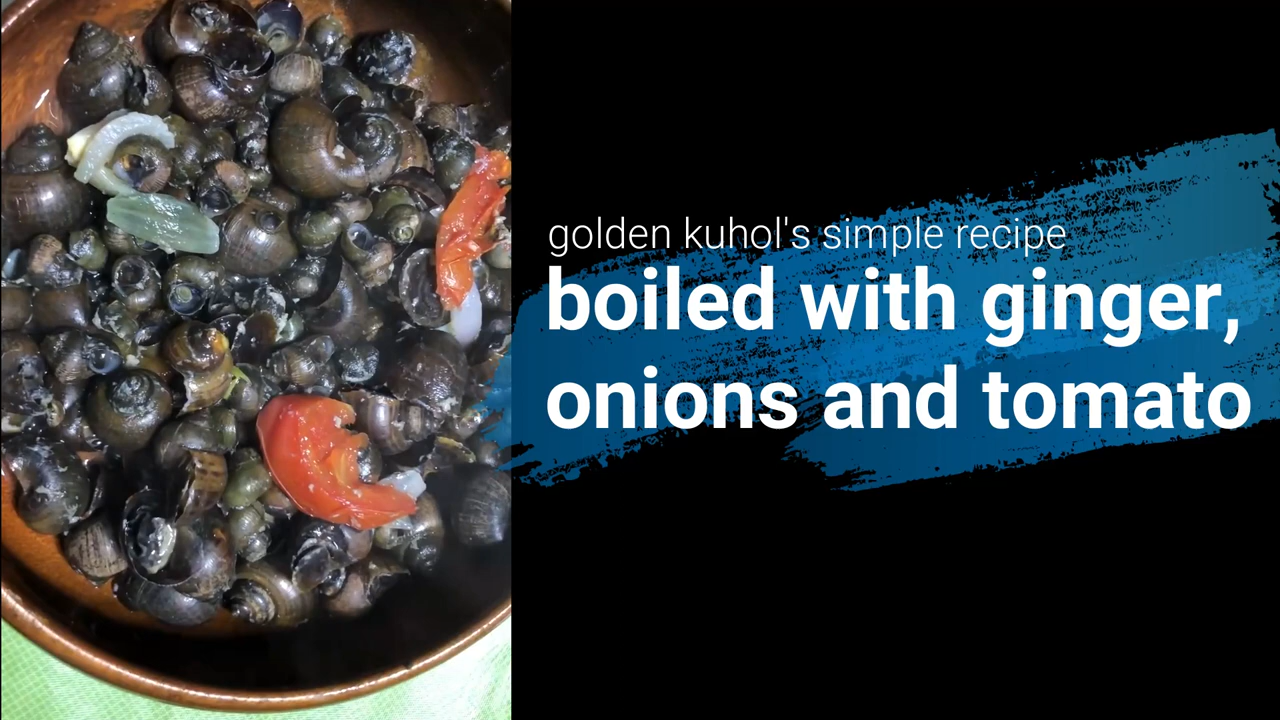 golden kuhol's simple recipe
boiled with ginger,
onions and tomato